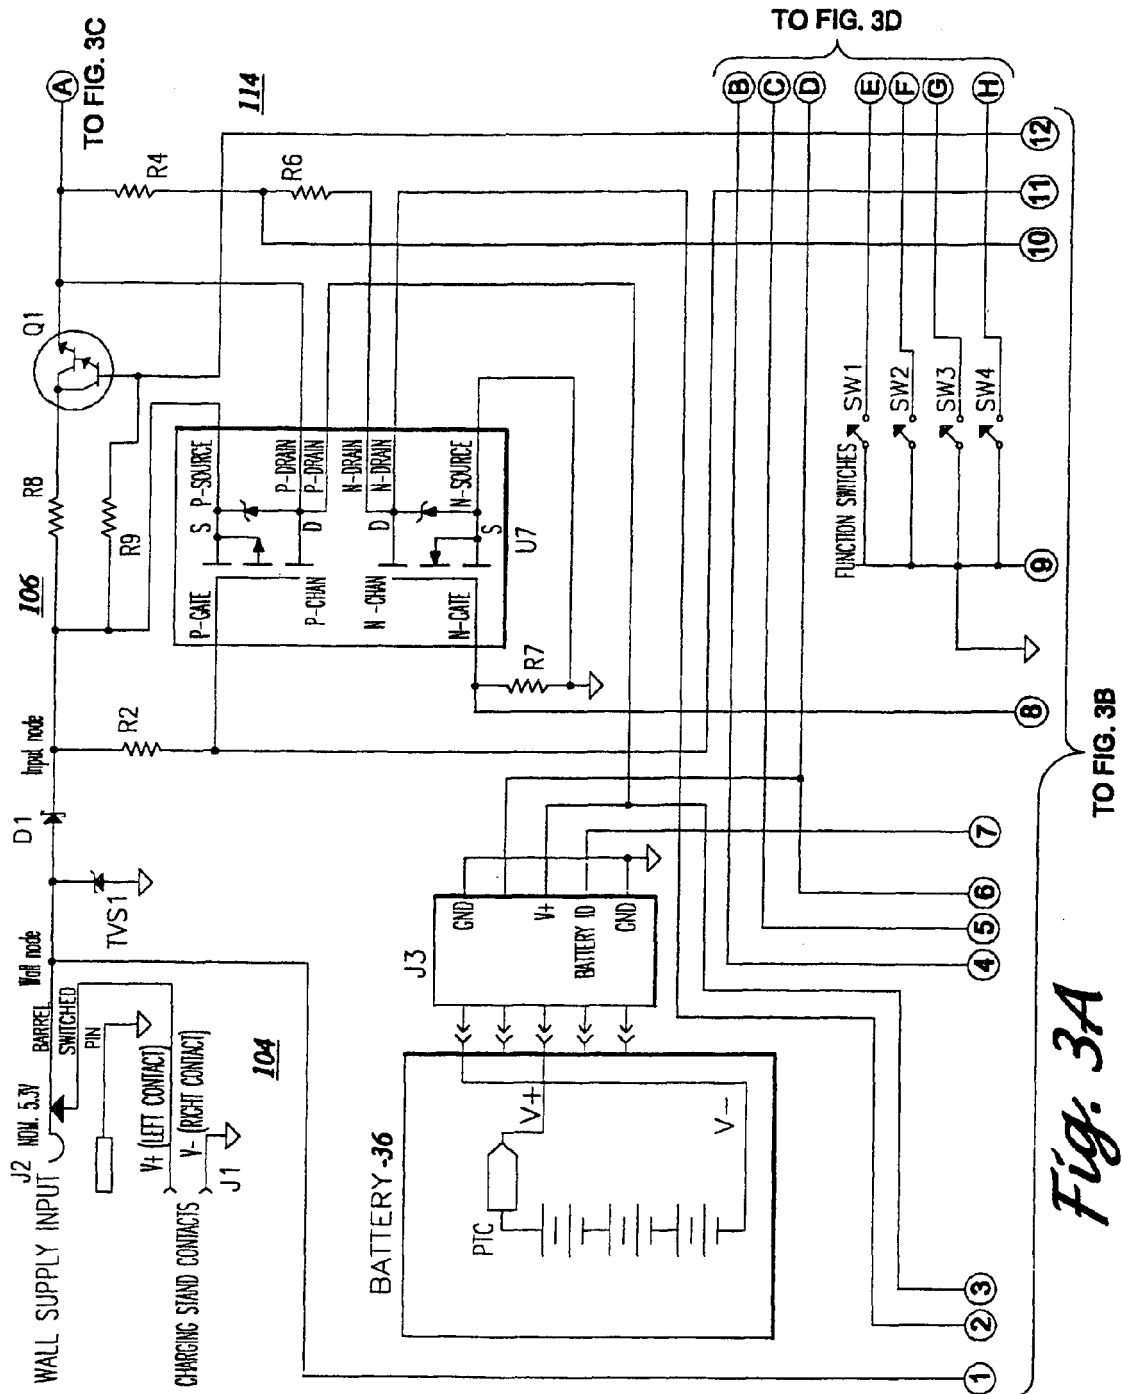 WALL SUPPLY INPUT
J2 NOM. 5.3V
BARREL
SWITCHED
PIN
V+ (LEFT CONTACT)
V- (RIGHT CONTACT)
J1
CHARGING STAND CONTACTS
104
Wall node
TVS1
D1
Input node
106
R2
R8
R9
Q1
A
TO FIG. 3C
114
R4
R6
P-SOURCE
S
P-GATE
P-DRAIN
P-DRAIN
D
P-CHAN
N-DRAIN
N-DRAIN
D
N-CHAN
N-SOURCE
S
N-GATE
U7
R7
BATTERY-36
PTC
V+
V-
J3
GND
V+
BATTERY ID
GND
FUNCTION SWITCHES
SW1
SW2
SW3
SW4
TO FIG. 3D
B
C
D
E
F
G
H
1
2
3
4
5
6
7
8
9
10
11
12
TO FIG. 3B
Fig. 3A